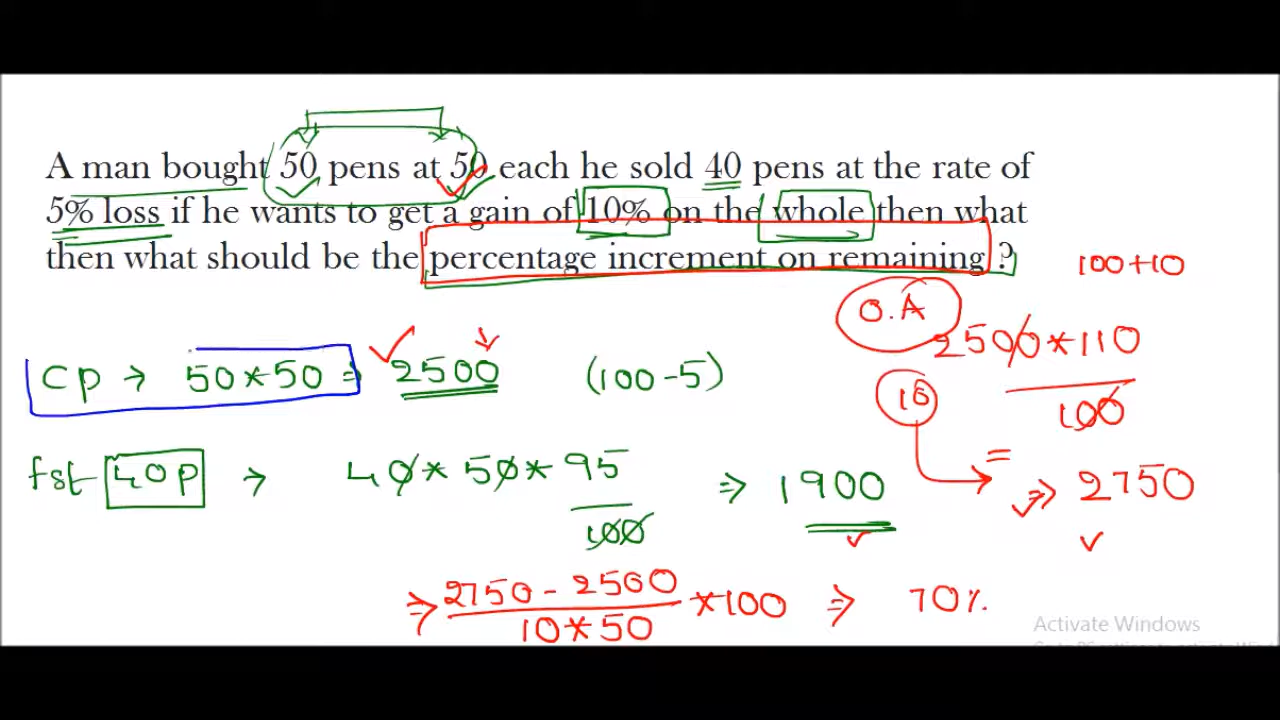 A man bought 50 pens at 50 each he sold 40 pens at the rate of
5% loss if he wants to get a gain of 10% on the whole then what
then what should be the percentage increment on remaining ?
100+10
O.A
2500*110
100
Cp → 50*50 ⇒ 2500 (100-5)
fst 40p → 40*50*95
100
⇒ 1900
=
⇒ 2750
⇒ 2750-2500
10*50
*100 ⇒ 70%
Activate Windows